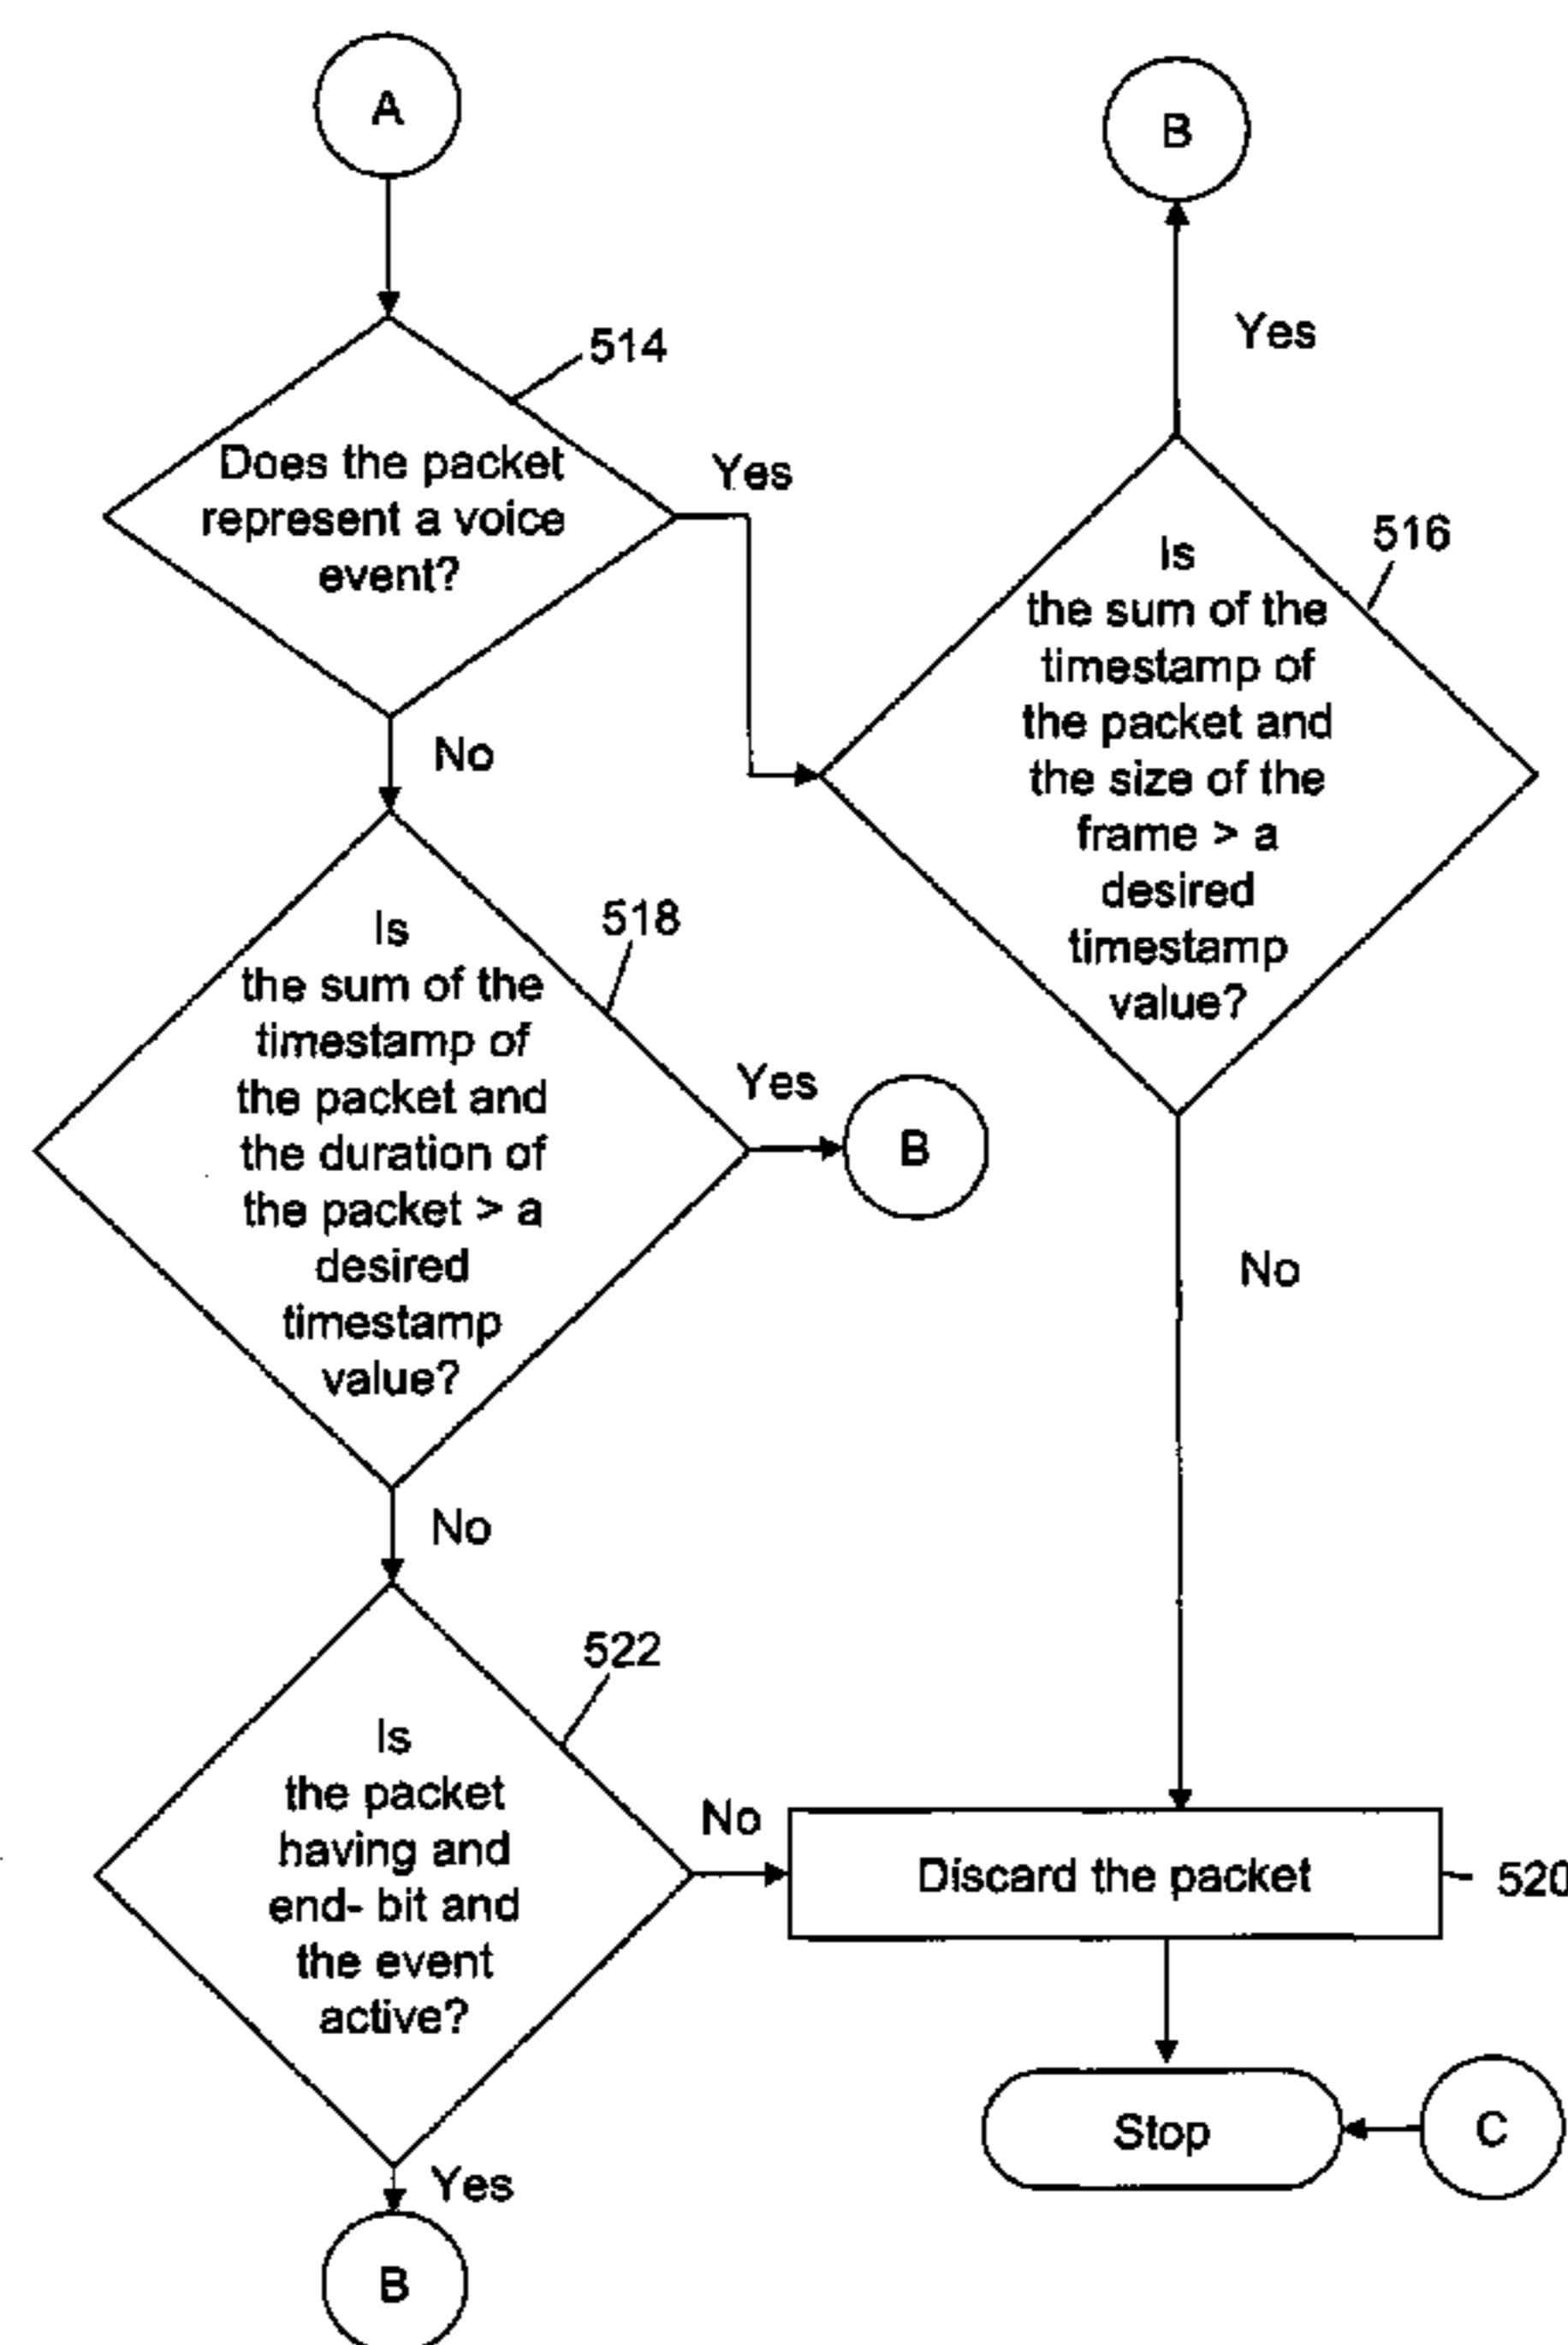 A
514
Does the packet
represent a voice
event?
Yes
No
B
Yes
516
Is
the sum of the
timestamp of
the packet and
the size of the
frame > a
desired
timestamp
value?
No
518
Is
the sum of the
timestamp of
the packet and
the duration of
the packet > a
desired
timestamp
value?
Yes
B
No
522
Is
the packet
having and
end- bit and
the event
active?
No
Yes
B
Discard the packet
520
Stop
C